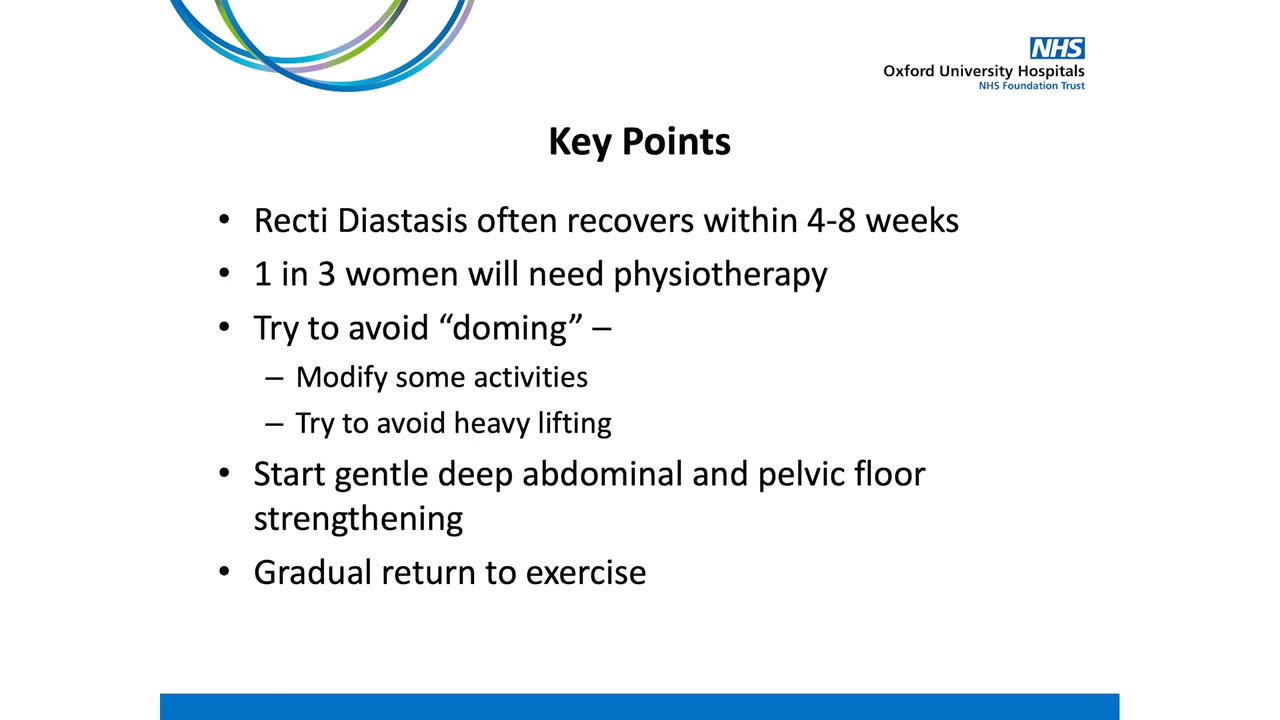 NHS
Oxford University Hospitals
NHS Foundation Trust
Key Points
• Recti Diastasis often recovers within 4-8 weeks
• 1 in 3 women will need physiotherapy
• Try to avoid “doming” –
– Modify some activities
– Try to avoid heavy lifting
• Start gentle deep abdominal and pelvic floor
strengthening
• Gradual return to exercise